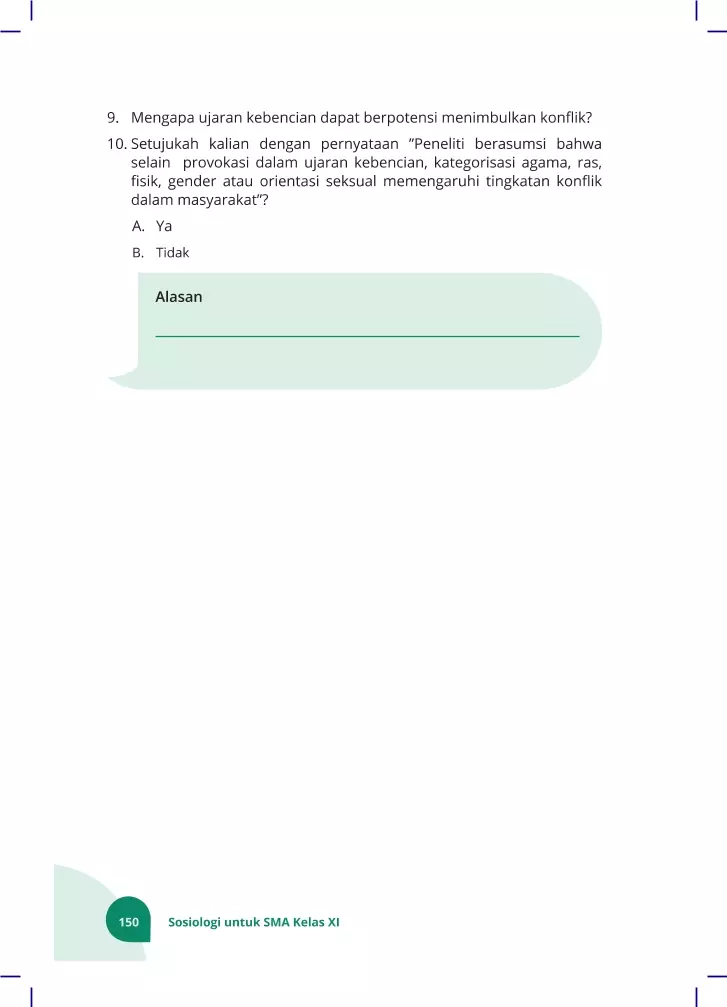 9. Mengapa ujaran kebencian dapat berpotensi menimbulkan konflik?
10. Setujukah kalian dengan pernyataan ”Peneliti berasumsi bahwa
selain provokasi dalam ujaran kebencian, kategorisasi agama, ras,
fisik, gender atau orientasi seksual memengaruhi tingkatan konflik
dalam masyarakat”?
A. Ya
B. Tidak
Alasan
150 Sosiologi untuk SMA Kelas XI